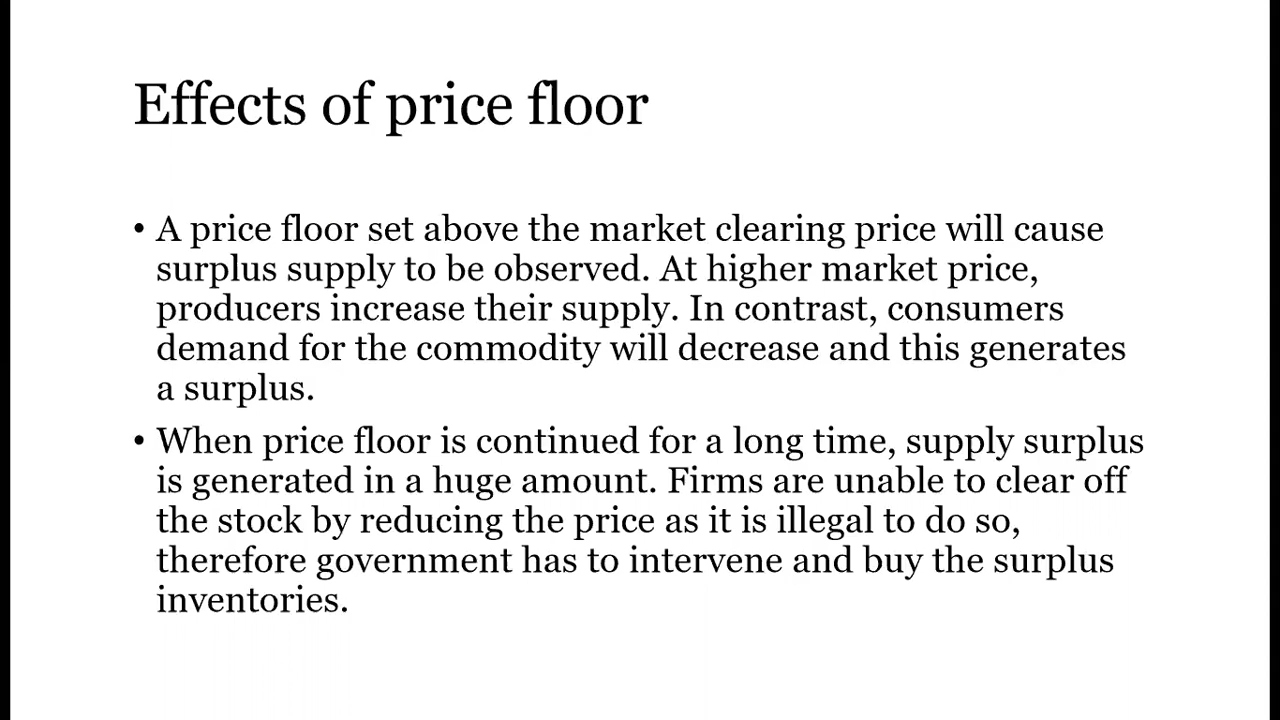 Effects of price floor
• A price floor set above the market clearing price will cause
surplus supply to be observed. At higher market price,
producers increase their supply. In contrast, consumers
demand for the commodity will decrease and this generates
a surplus.
• When price floor is continued for a long time, supply surplus
is generated in a huge amount. Firms are unable to clear off
the stock by reducing the price as it is illegal to do so,
therefore government has to intervene and buy the surplus
inventories.